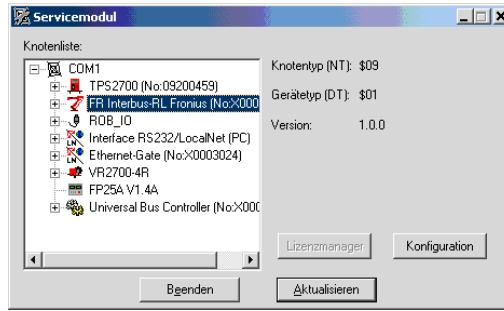 Servicemodul
Knotenliste:
COM1
TPS2700 (No:09200459)
FR Interbus-RL Fronius (No:X000
ROB_IO
Interface RS232/LocalNet (PC)
Ethernet-Gate (No:X0003024)
VR2700-4R
FP25A V1.4A
Universal Bus Controller (No:X000
Knotentyp (NT): $09
Gerätetyp (DT): $01
Version: 1.0.0
Lizenzmanager
Konfiguration
Beenden
Aktualisieren